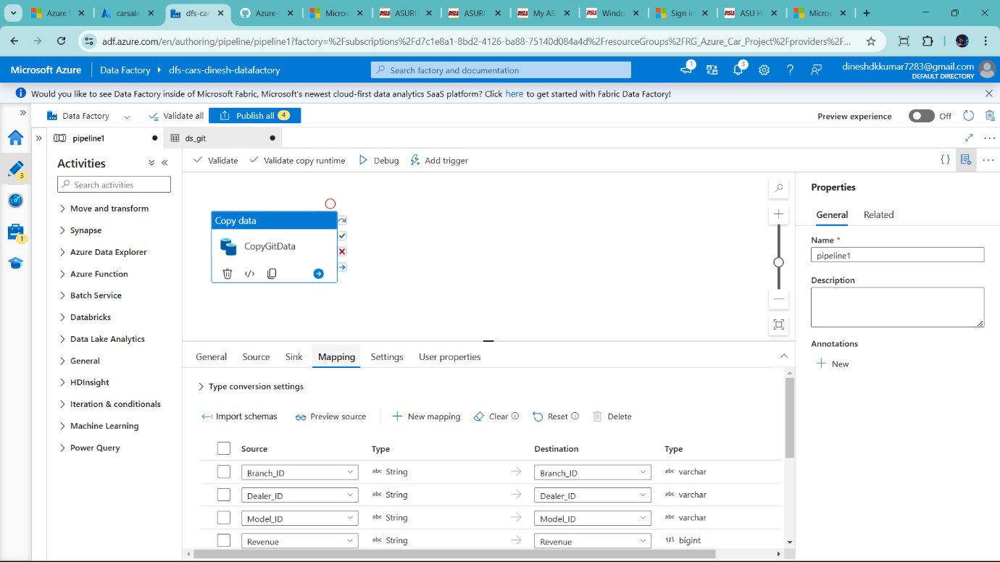 Azure
carsale
dfs-car
Azure-
Micros
ASURI
ASURI
My AS
Windo
Sign in
ASU H
Micros
adf.azure.com/en/authoring/pipeline/pipeline1?factory=%2Fsubscriptions%2Fd7c1e8a1-8bd2-4126-ba88-75140d084a4d%2FresourceGroups%2FRG_Azure_Car_Project%2Fproviders%2F...
Microsoft Azure
Data Factory
dfs-cars-dinesh-datafactory
Search factory and documentation
1
3
dineshdkkumar7283@gmail.com
DEFAULT DIRECTORY
Would you like to see Data Factory inside of Microsoft Fabric, Microsoft's newest cloud-first data analytics SaaS platform? Click here to get started with Fabric Data Factory!
Data Factory
Validate all
Publish all 4
Preview experience
Off
pipeline1
ds_git
3
1
Activities
Search activities
Move and transform
Synapse
Azure Data Explorer
Azure Function
Batch Service
Databricks
Data Lake Analytics
General
HDInsight
Iteration & conditionals
Machine Learning
Power Query
Validate
Validate copy runtime
Debug
Add trigger
Copy data
CopyGitData
Properties
General
Related
Name *
pipeline1
Description
Annotations
New
General
Source
Sink
Mapping
Settings
User properties
Type conversion settings
Import schemas
Preview source
New mapping
Clear
Reset
Delete
Source Type Destination Type
Branch_ID abc String Branch_ID abc varchar
Dealer_ID abc String Dealer_ID abc varchar
Model_ID abc String Model_ID abc varchar
Revenue abc String Revenue 12l bigint